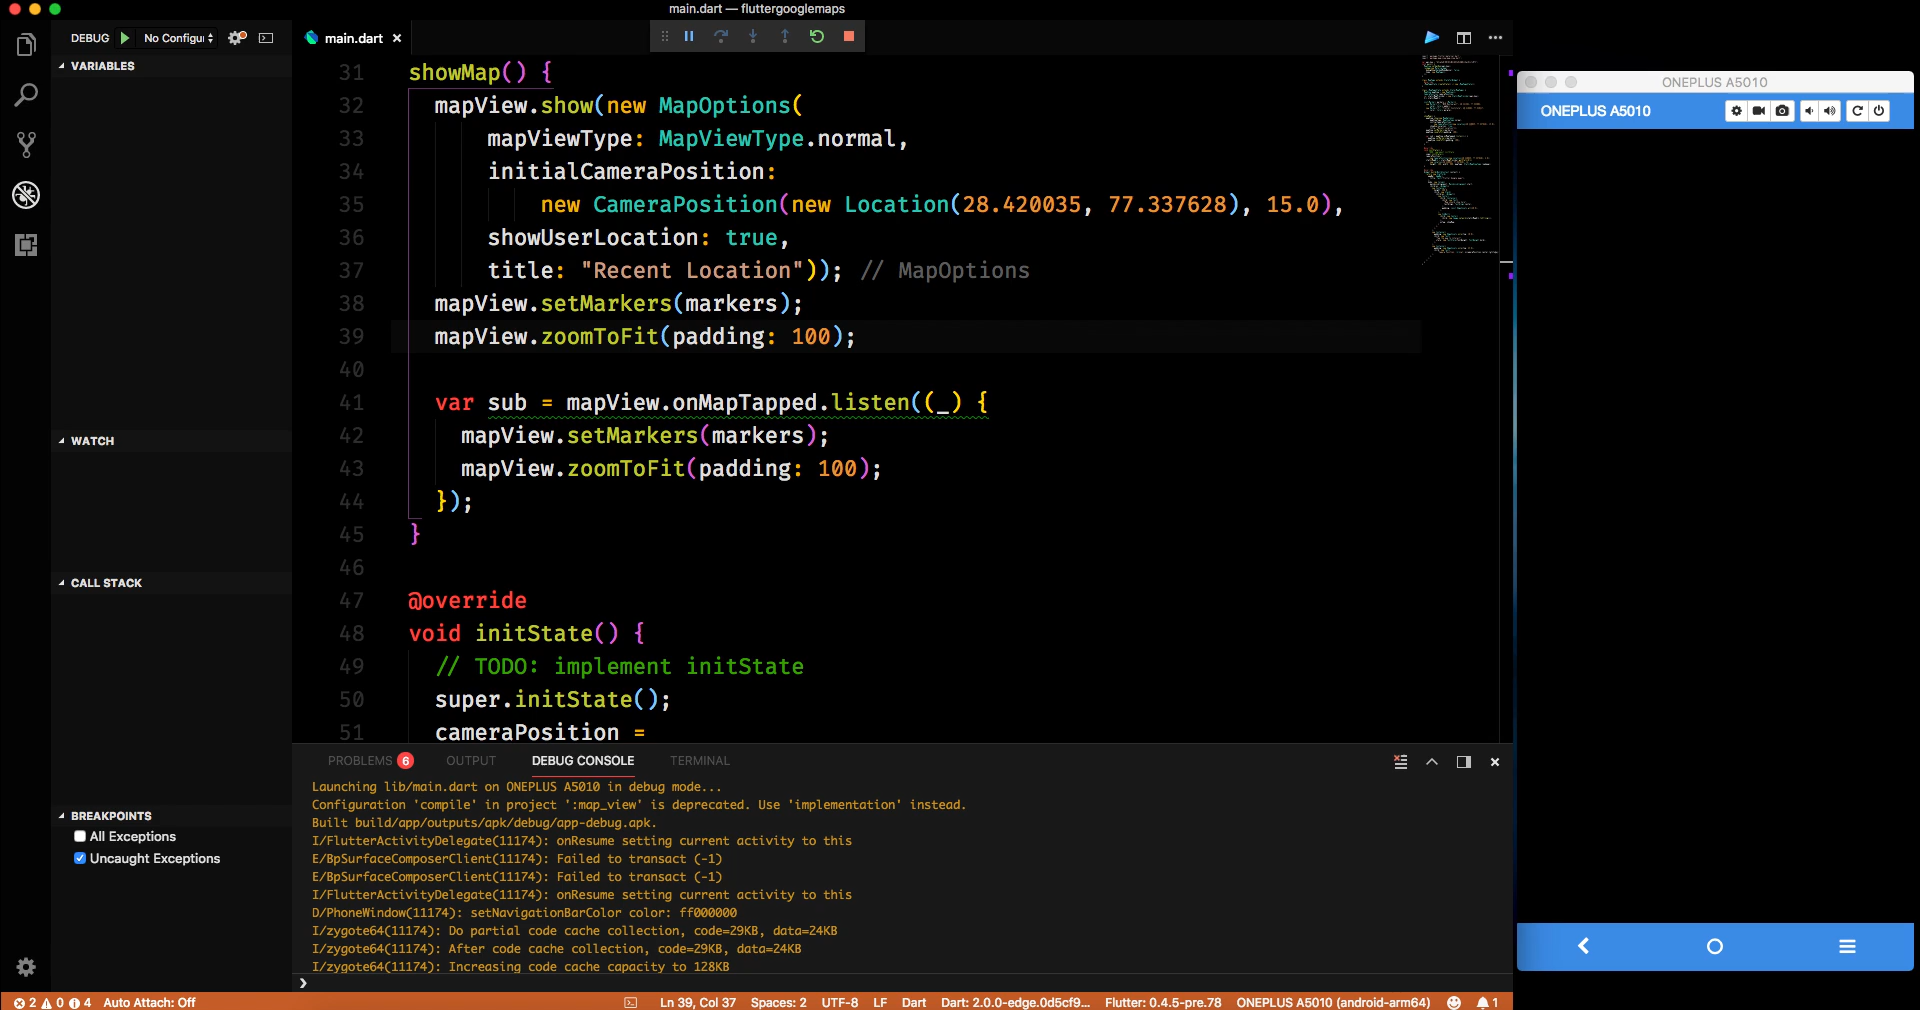 main.dart — fluttergooglemaps
DEBUG No Configu
main.dart
VARIABLES
WATCH
CALL STACK
BREAKPOINTS
All Exceptions
Uncaught Exceptions
31 showMap() {
32 mapView.show(new MapOptions(
33 mapViewType: MapViewType.normal,
34 initialCameraPosition:
35 new CameraPosition(new Location(28.420035, 77.337628), 15.0),
36 showUserLocation: true,
37 title: "Recent Location")); // MapOptions
38 mapView.setMarkers(markers);
39 mapView.zoomToFit(padding: 100);
40
41 var sub = mapView.onMapTapped.listen((_) {
42 mapView.setMarkers(markers);
43 mapView.zoomToFit(padding: 100);
44 });
45 }
46
47 @override
48 void initState() {
49 // TODO: implement initState
50 super.initState();
51 cameraPosition =
PROBLEMS 6 OUTPUT DEBUG CONSOLE TERMINAL
Launching lib/main.dart on ONEPLUS A5010 in debug mode...
Configuration 'compile' in project ':map_view' is deprecated. Use 'implementation' instead.
Built build/app/outputs/apk/debug/app-debug.apk.
I/FlutterActivityDelegate(11174): onResume setting current activity to this
E/BpSurfaceComposerClient(11174): Failed to transact (-1)
E/BpSurfaceComposerClient(11174): Failed to transact (-1)
I/FlutterActivityDelegate(11174): onResume setting current activity to this
D/PhoneWindow(11174): setNavigationBarColor color: ff000000
I/zygote64(11174): Do partial code cache collection, code=29KB, data=24KB
I/zygote64(11174): After code cache collection, code=29KB, data=24KB
I/zygote64(11174): Increasing code cache capacity to 128KB
2 0 4 Auto Attach: Off Ln 39, Col 37 Spaces: 2 UTF-8 LF Dart Dart: 2.0.0-edge.0d5cf9... Flutter: 0.4.5-pre.78 ONEPLUS A5010 (android-arm64) 1
ONEPLUS A5010
ONEPLUS A5010